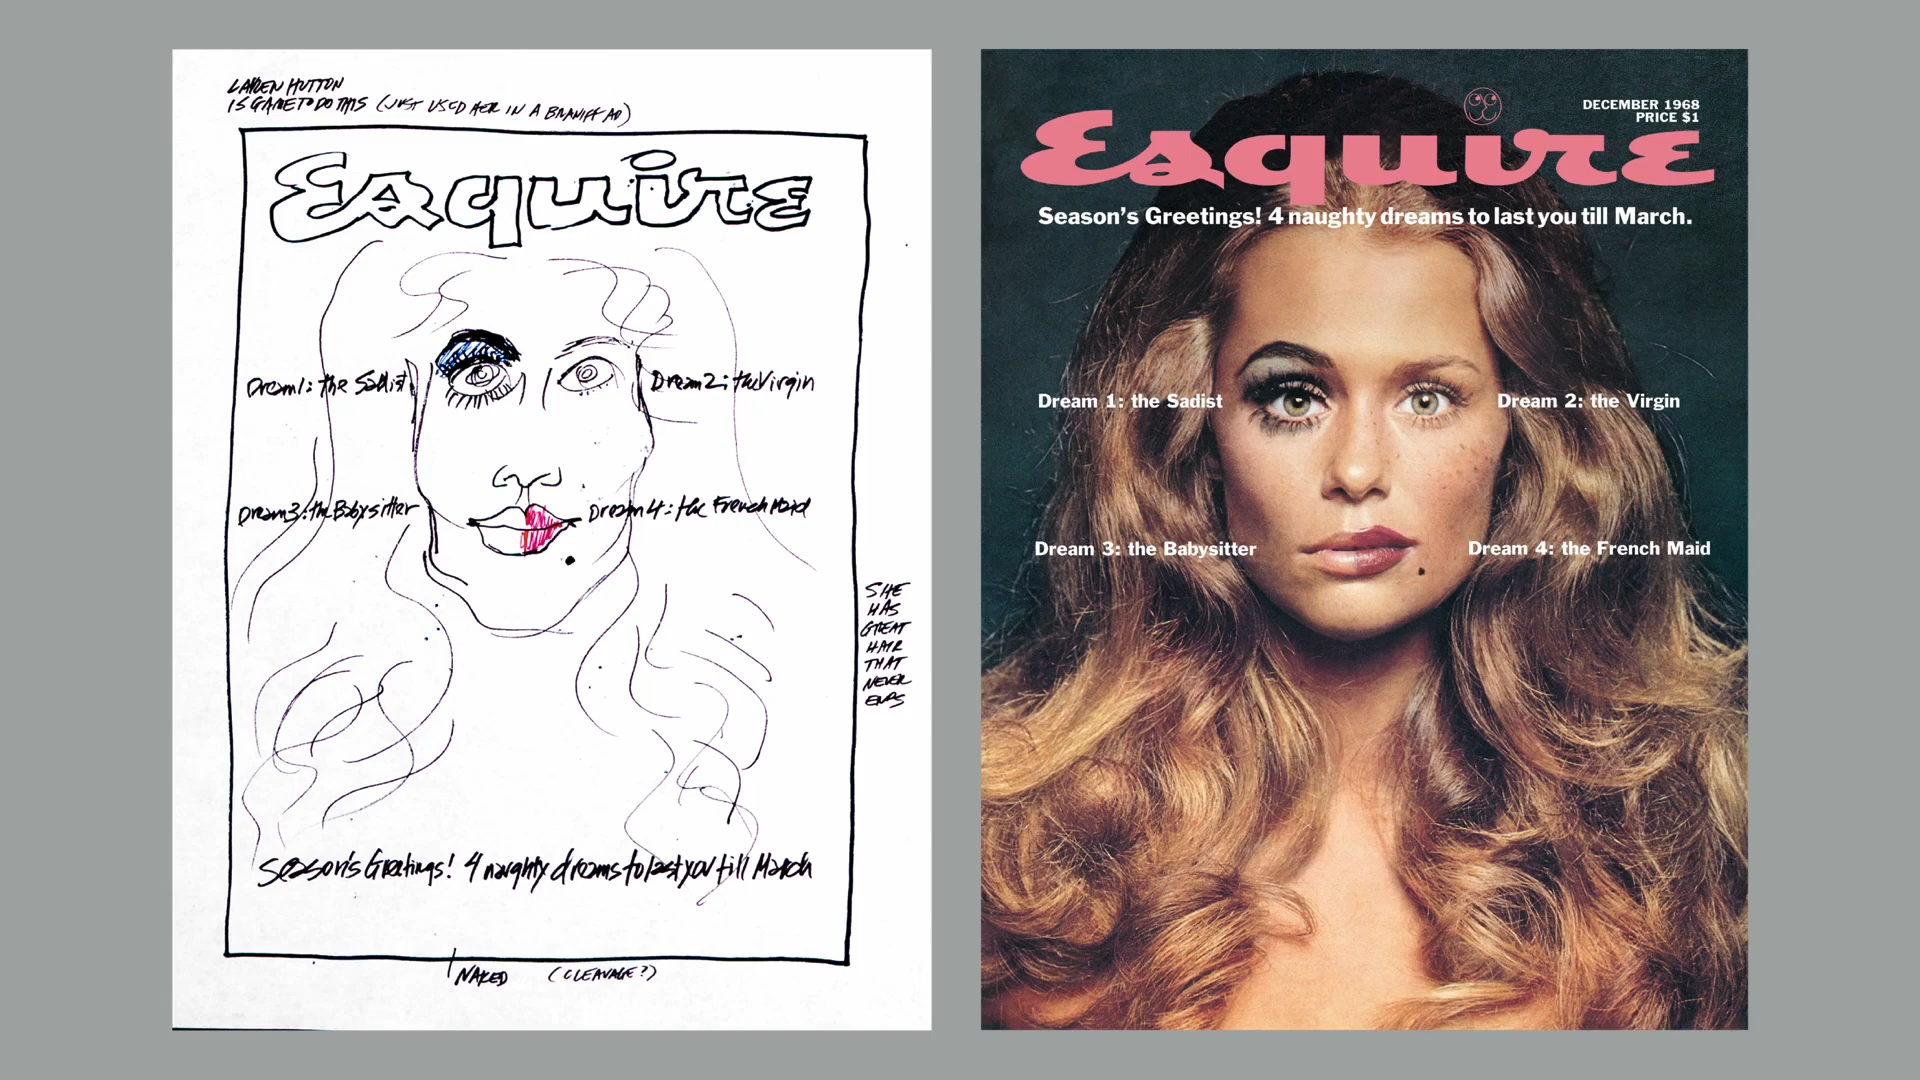 LAUREN HUTTON
IS GAME TO DO THIS (JUST USED HER IN A BRANIFF AD)
Esquire
Dream 1: the Sadist
Dream 2: the Virgin
Dream 3: the Babysitter
Dream 4: the French Maid
SHE
HAS
GREAT
HAIR
THAT
NEVER
ENDS
Season's Greetings! 4 naughty dreams to last you till March
NAKED (CLEAVAGE?)
DECEMBER 1968
PRICE $1
Esquire
Season's Greetings! 4 naughty dreams to last you till March.
Dream 1: the Sadist
Dream 2: the Virgin
Dream 3: the Babysitter
Dream 4: the French Maid